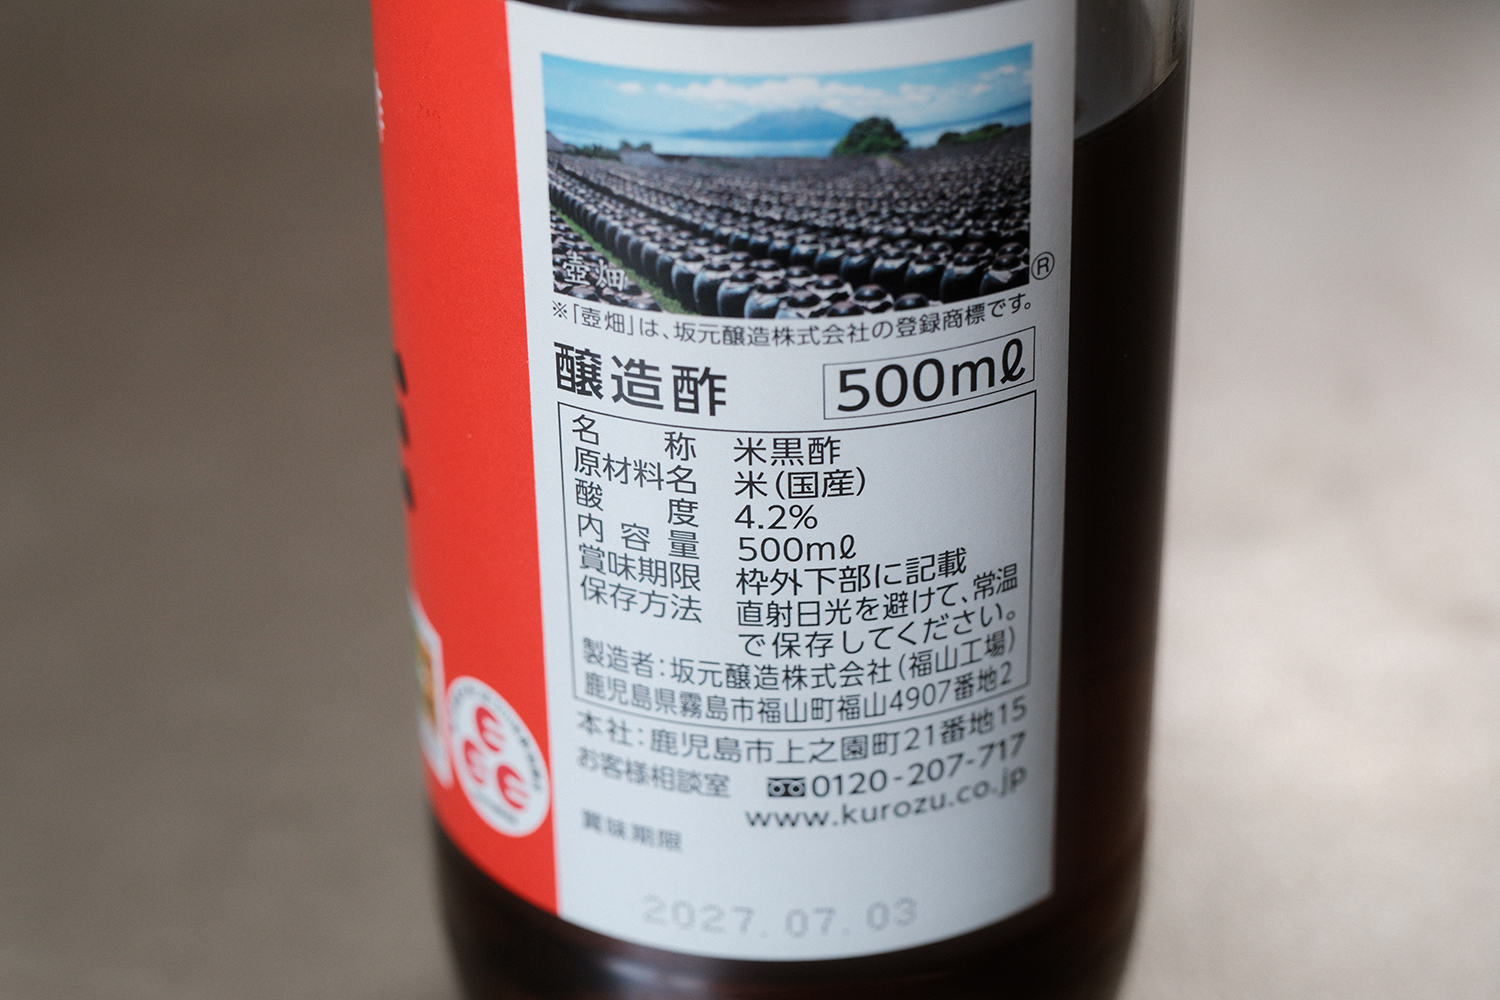 壺畑
®
※「壺畑」は、坂元醸造株式会社の登録商標です。
醸造酢 500mℓ
名称 米黒酢
原材料名 米(国産)
酸度 4.2%
内容量 500mℓ
賞味期限 枠外下部に記載
保存方法 直射日光を避けて、常温
で保存してください。
製造者:坂元醸造株式会社(福山工場)
鹿児島県霧島市福山町福山4907番地2
本社:鹿児島市上之園町21番地15
お客様相談室 0120-207-717
www.kurozu.co.jp
賞味期限
2027.07.03